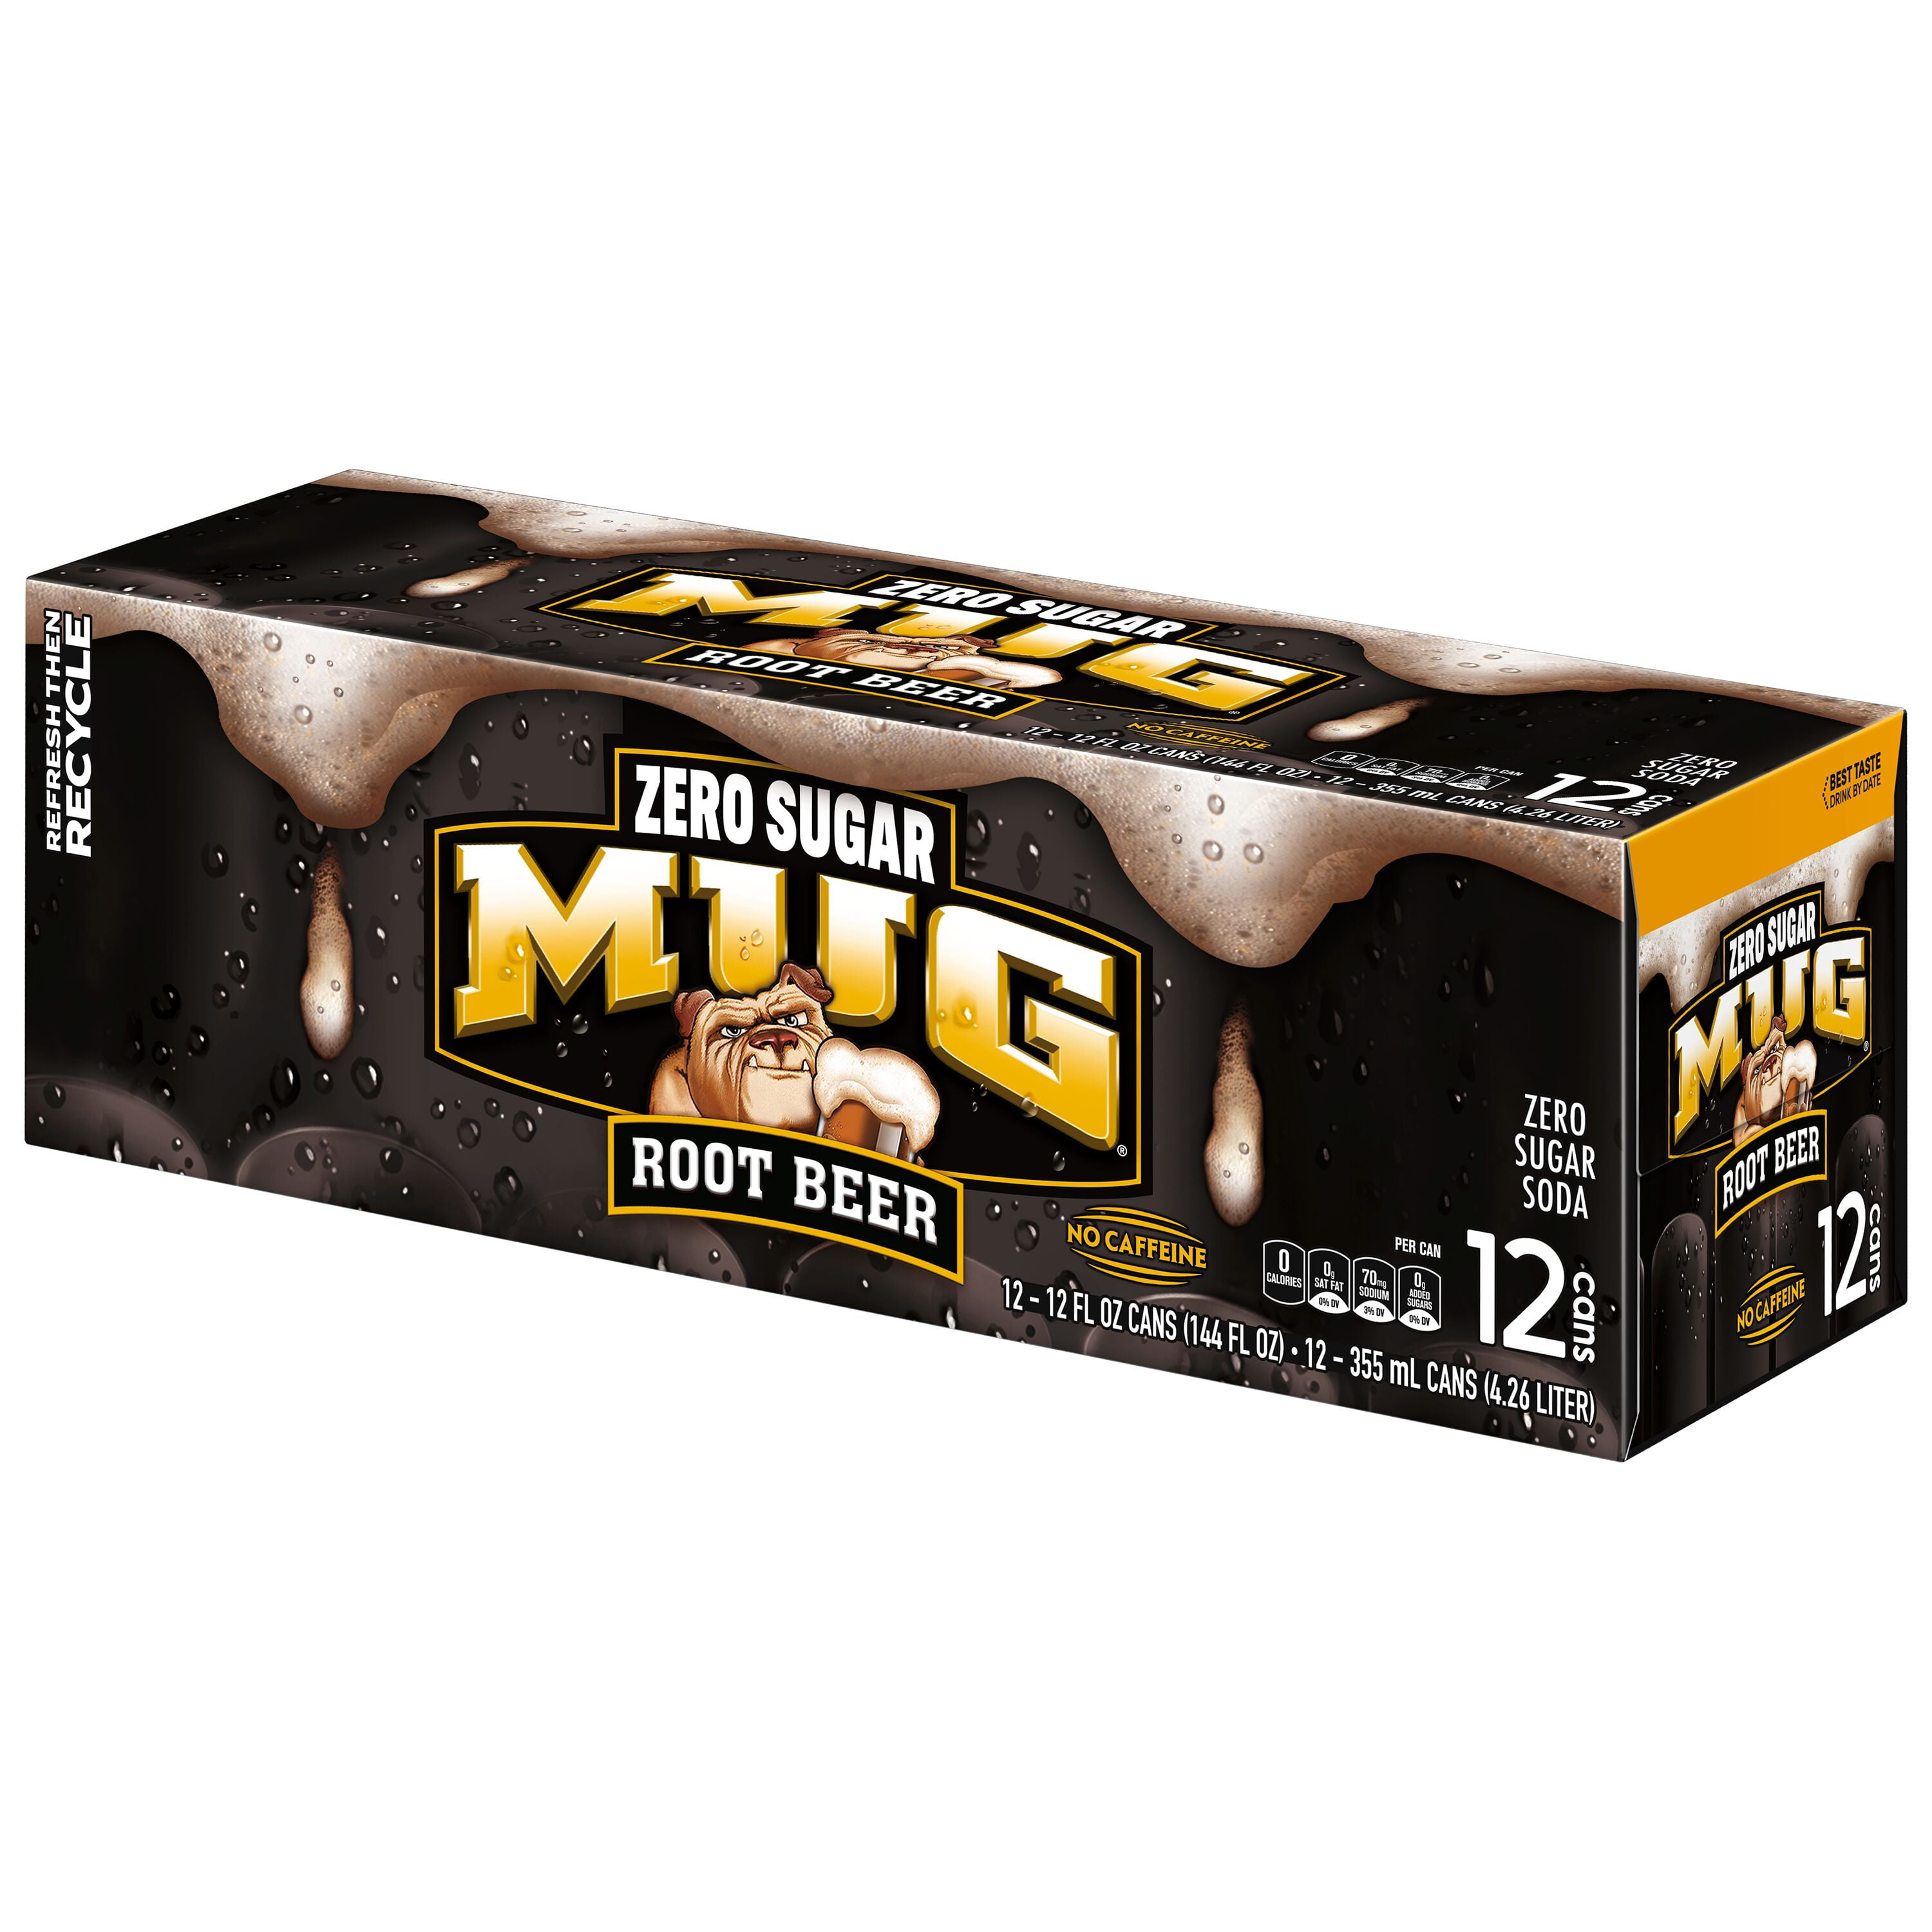 ZERO SUGAR
MUG
ROOT BEER
®
NO CAFFEINE
12 - 12 FL OZ CANS (144 FL OZ) • 12 - 355 mL CANS (4.26 LITER)
PER CAN
12 cans
ZERO
SUGAR
SODA
REFRESH THEN
RECYCLE
ZERO SUGAR
MUG
®
ROOT BEER
NO CAFFEINE
PER CAN
0
CALORIES
0g
SAT FAT
0% DV
70mg
SODIUM
3% DV
0g
ADDED
SUGARS
0% DV
ZERO
SUGAR
SODA
12 cans
12 - 12 FL OZ CANS (144 FL OZ) • 12 - 355 mL CANS (4.26 LITER)
BEST TASTE
DRINK BY DATE
ZERO SUGAR
MUG
®
ROOT BEER
NO CAFFEINE
12 cans